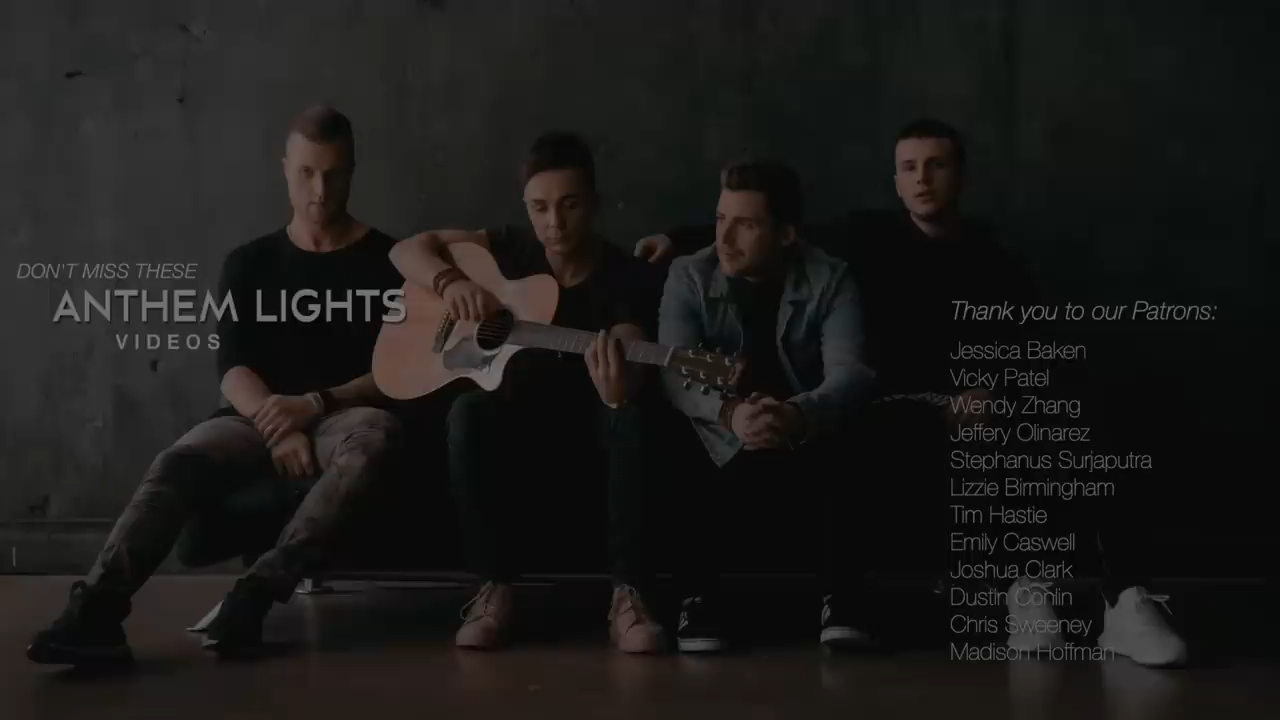 DON'T MISS THESE
ANTHEM LIGHTS
VIDEOS
Thank you to our Patrons:
Jessica Baken
Vicky Patel
Wendy Zhang
Jeffery Olinarez
Stephanus Surjaputra
Lizzie Birmingham
Tim Hastie
Emily Caswell
Joshua Clark
Dustin Conlin
Chris Sweeney
Madison Hoffman